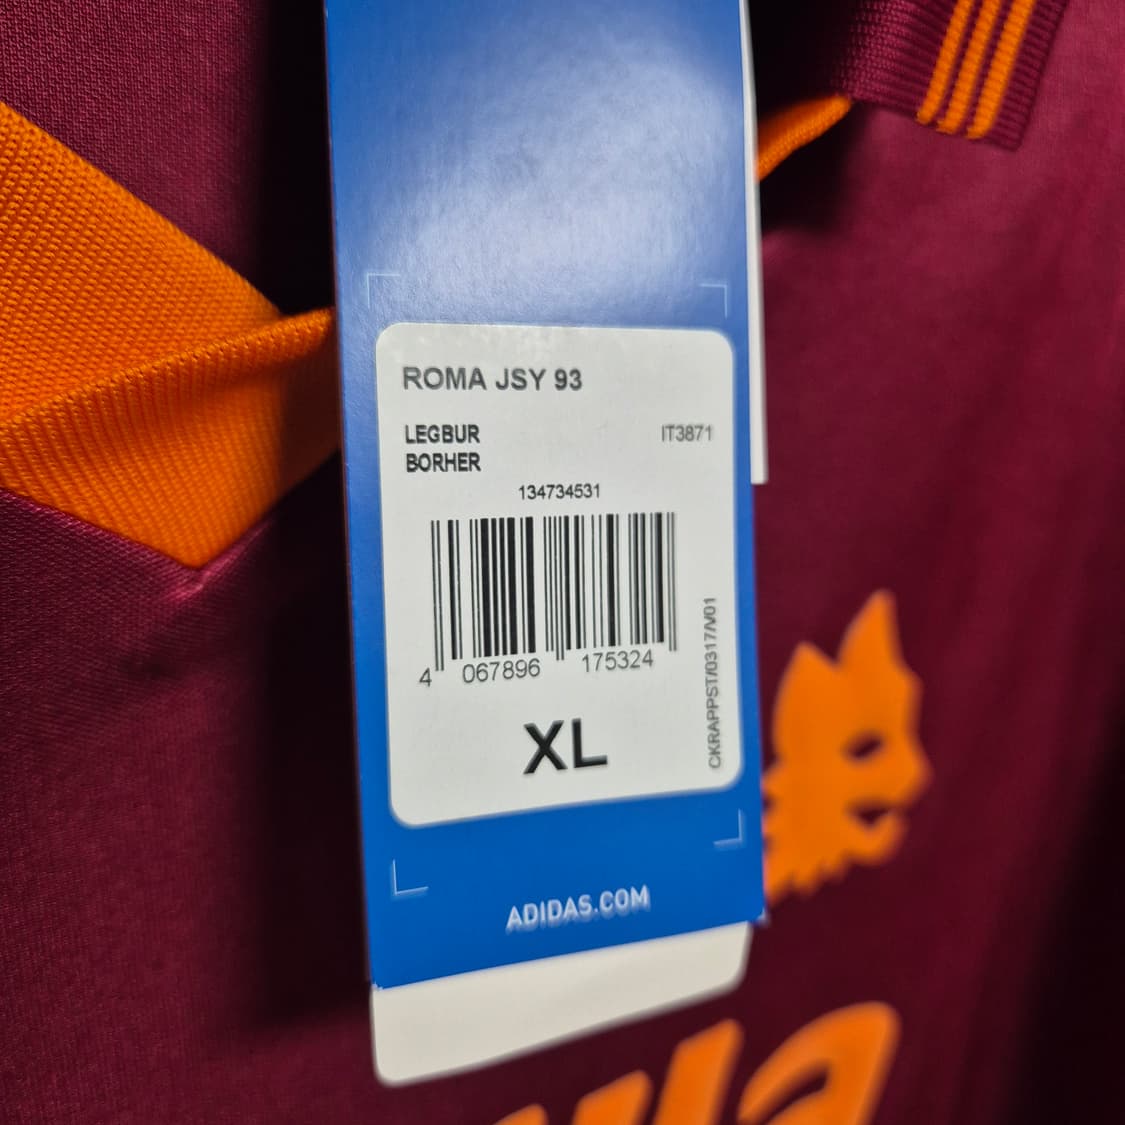 ROMA JSY 93
LEGBUR IT3871
BORHER
134734531
4 067896 175324
CKRAPPST/0317/V01
XL
ADIDAS.COM